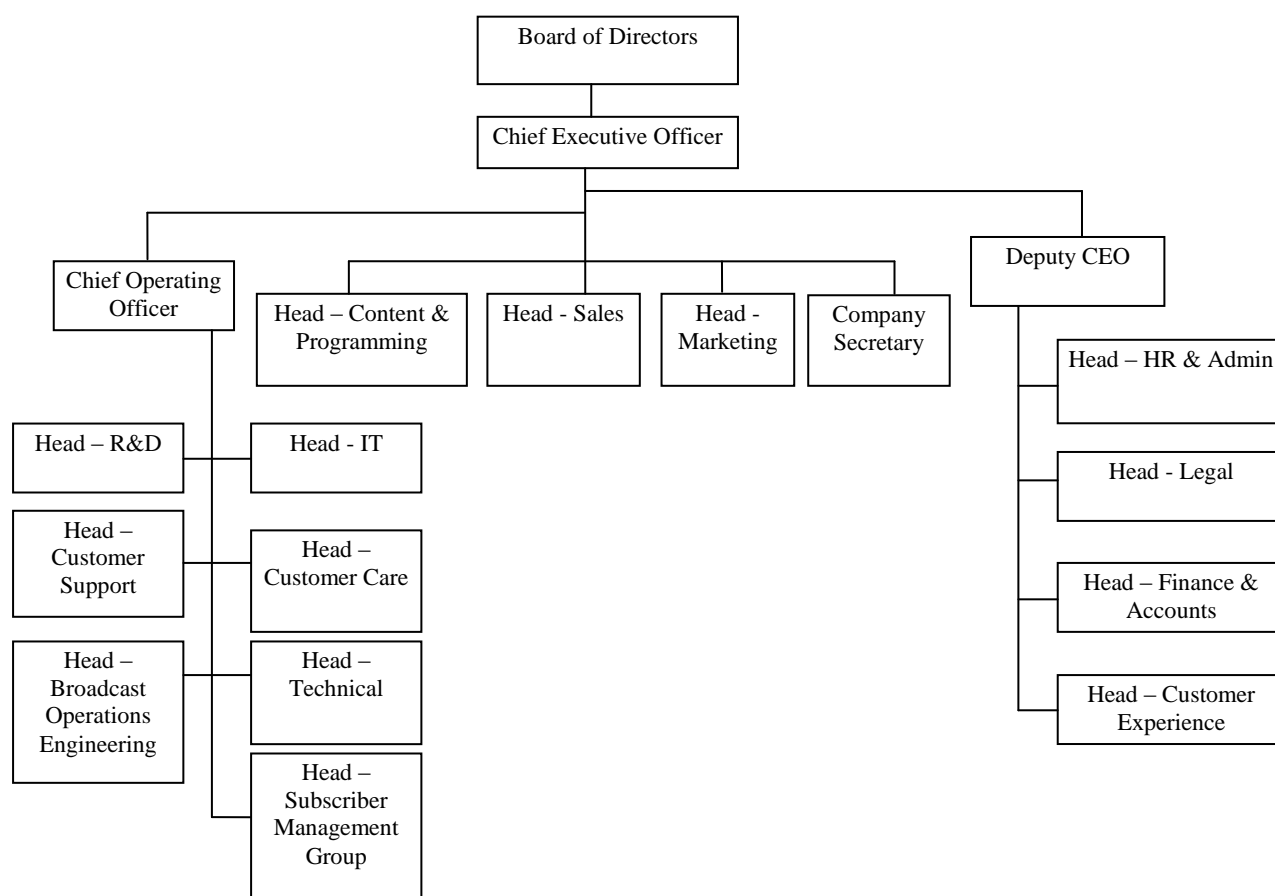 Board of Directors
Chief Executive Officer
Chief Operating
Officer
Deputy CEO
Head – Content &
Programming
Head - Sales
Head -
Marketing
Company
Secretary
Head – HR & Admin
Head – R&D
Head - IT
Head - Legal
Head –
Customer
Support
Head –
Customer Care
Head – Finance &
Accounts
Head –
Broadcast
Operations
Engineering
Head –
Technical
Head – Customer
Experience
Head –
Subscriber
Management
Group